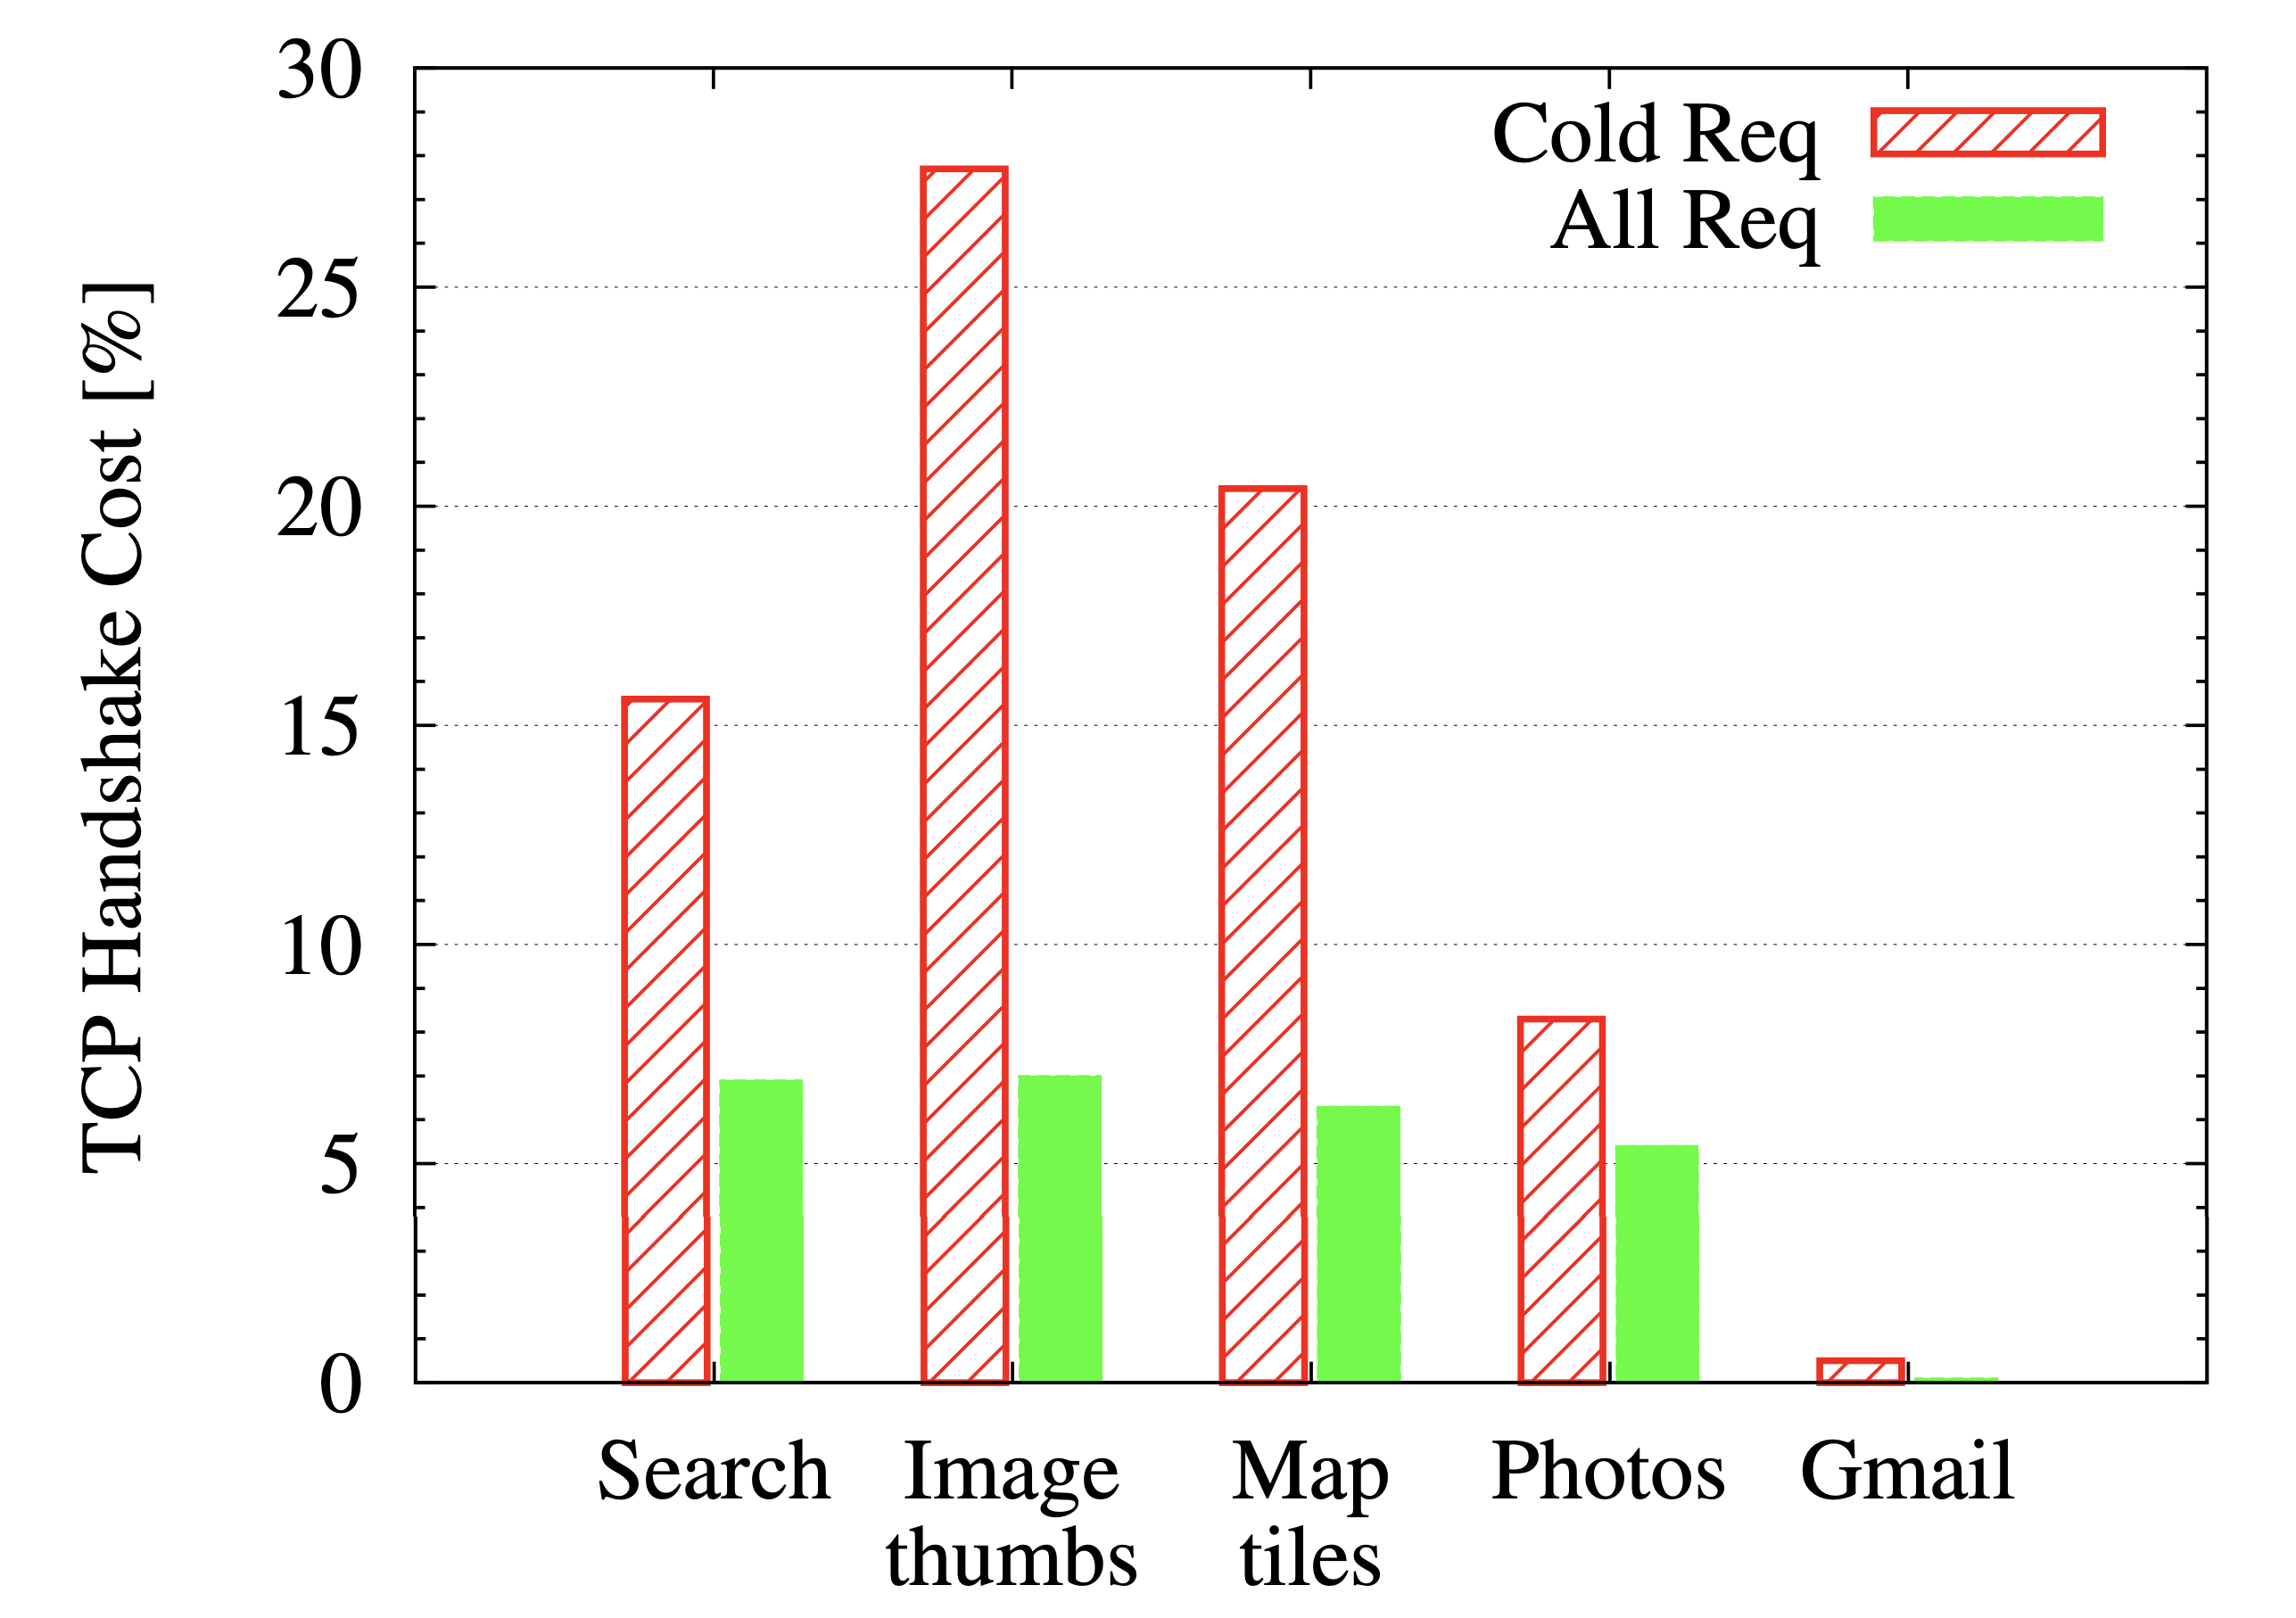 30
25
20
15
10
5
0
TCP Handshake Cost [%]
Cold Req
All Req
Search
Image thumbs
Map tiles
Photos
Gmail